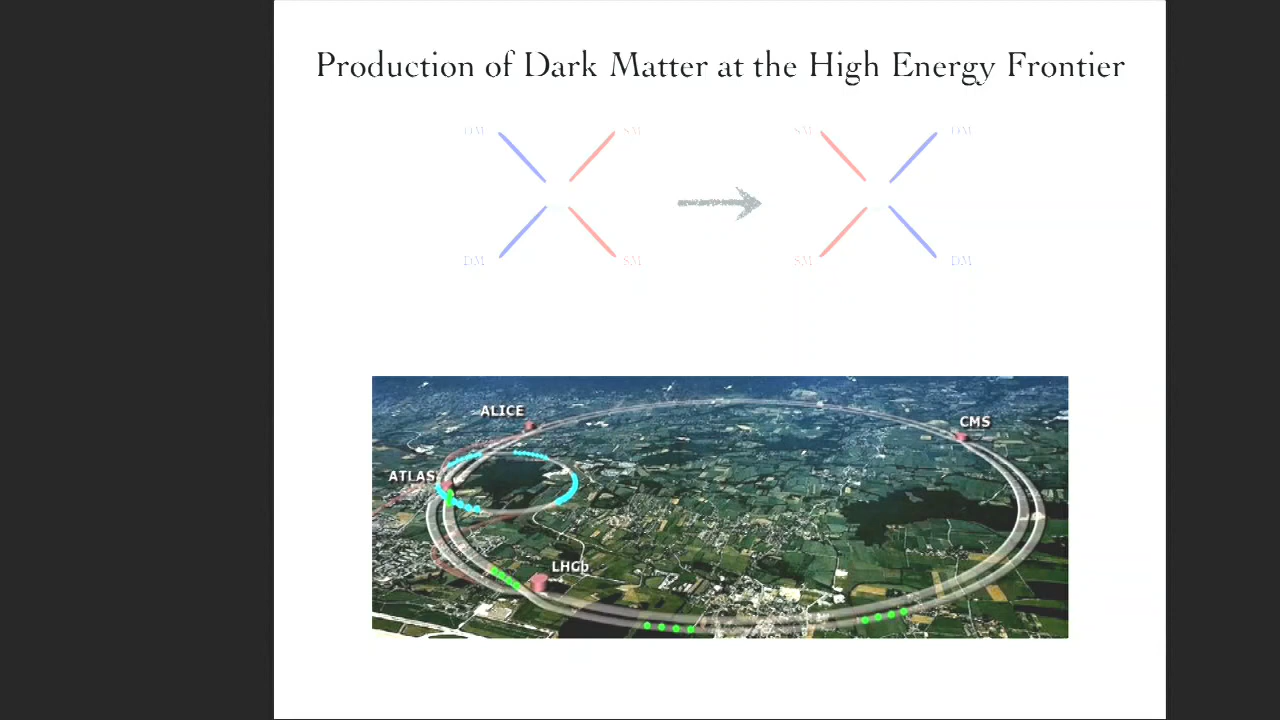 Production of Dark Matter at the High Energy Frontier
DM SM SM DM
DM SM SM DM
ALICE
CMS
ATLAS
LHCb